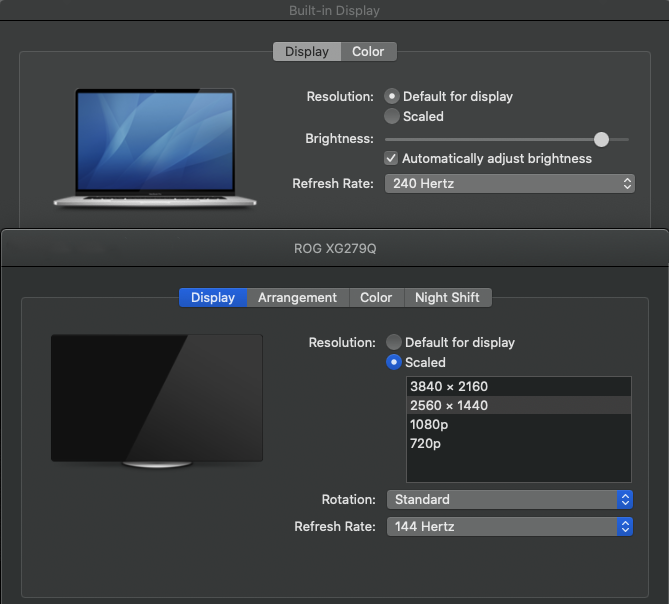 Built-in Display
Display Color
Resolution: Default for display
Scaled
Brightness:
Automatically adjust brightness
Refresh Rate: 240 Hertz
ROG XG279Q
Display Arrangement Color Night Shift
Resolution: Default for display
Scaled
3840 × 2160
2560 × 1440
1080p
720p
Rotation: Standard
Refresh Rate: 144 Hertz